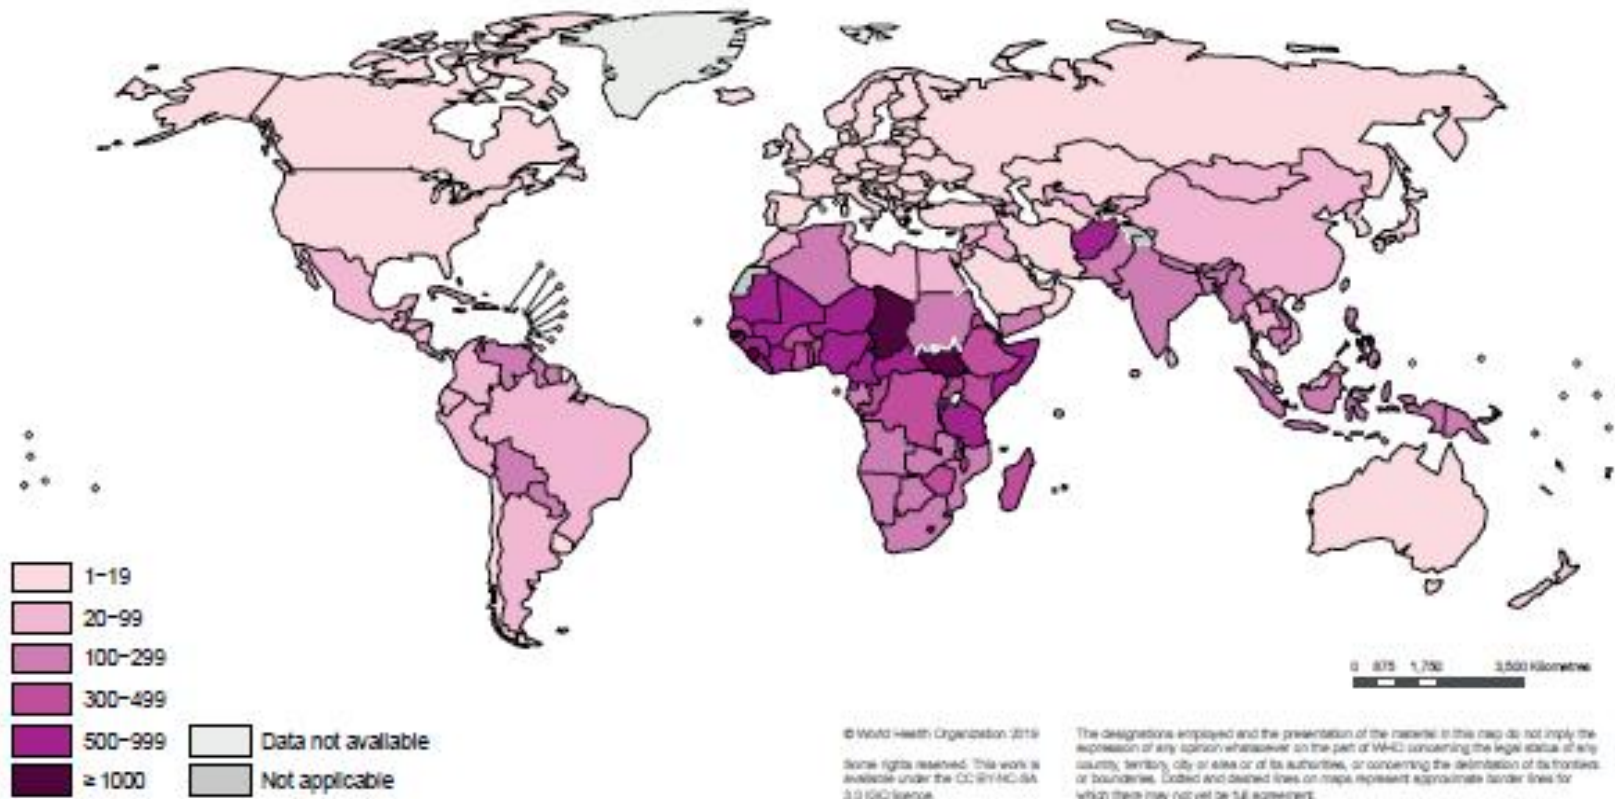 1-19
20-99
100-299
300-499
500-999
≥ 1000
Data not available
Not applicable
0 875 1,750 3,500 Kilometres
© World Health Organization 2019
Some rights reserved. This work is
available under the CC BY-NC-SA
3.0 IGO licence.
The designations employed and the presentation of the material in this map do not imply the
expression of any opinion whatsoever on the part of WHO concerning the legal status of any
country, territory, city or area or of its authorities, or concerning the delimitation of its frontiers
or boundaries. Dotted and dashed lines on maps represent approximate border lines for
which there may not yet be full agreement.